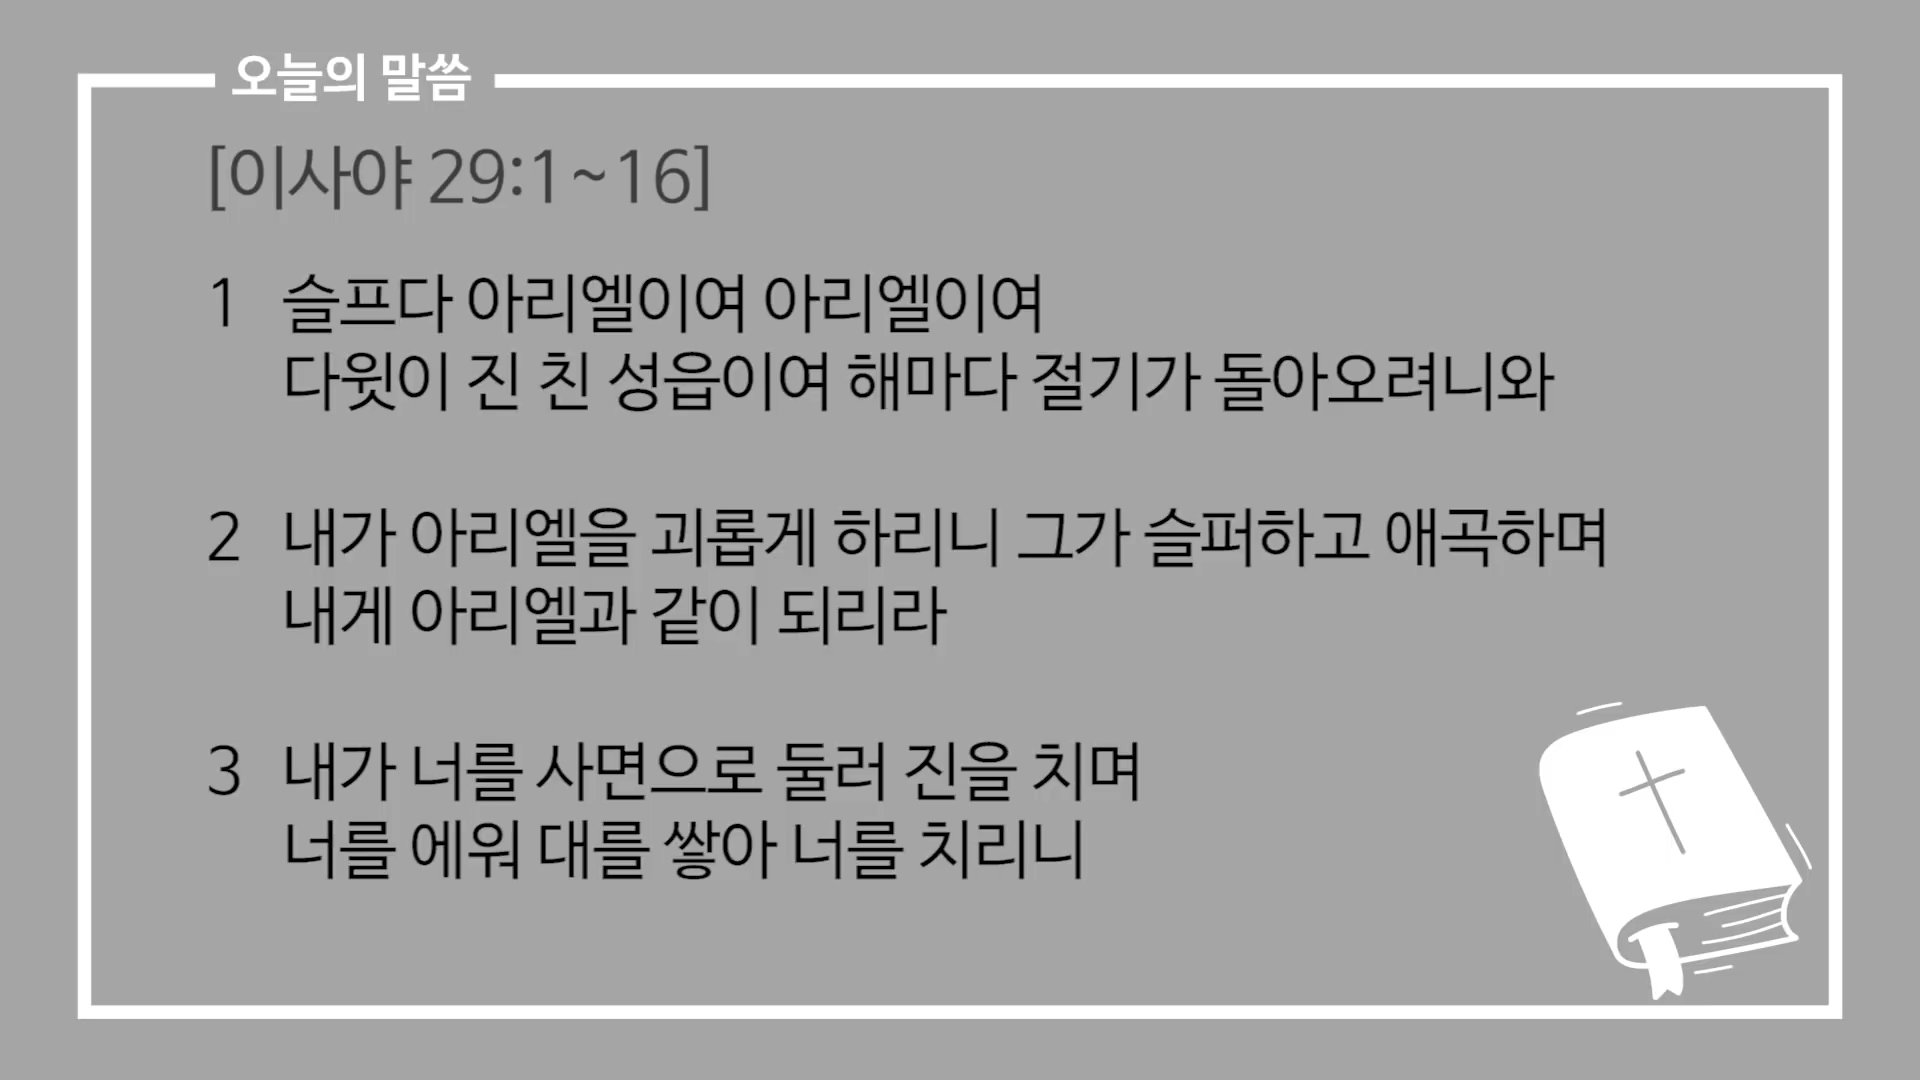 오늘의 말씀
[이사야 29:1~16]
1 슬프다 아리엘이여 아리엘이여
다윗이 진 친 성읍이여 해마다 절기가 돌아오려니와
2 내가 아리엘을 괴롭게 하리니 그가 슬퍼하고 애곡하며
내게 아리엘과 같이 되리라
3 내가 너를 사면으로 둘러 진을 치며
너를 에워 대를 쌓아 너를 치리니